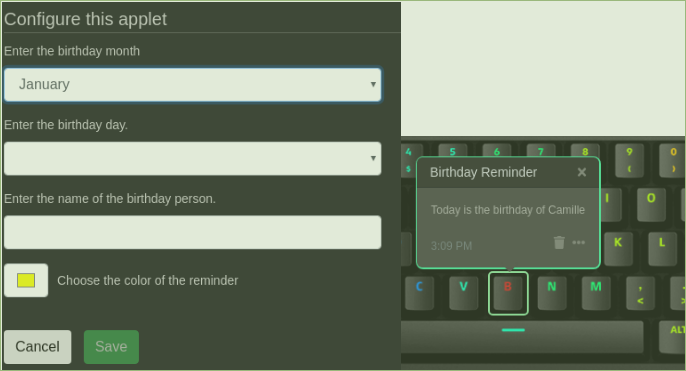 Configure this applet
Enter the birthday month
January
Enter the birthday day.
Enter the name of the birthday person.
Choose the color of the reminder
Cancel
Save
4 5 6 7 8 9 0
$ ( )
Birthday Reminder ×
Today is the birthday of Camille
3:09 PM
I O
K L
C V B N M , .
< >
ALT